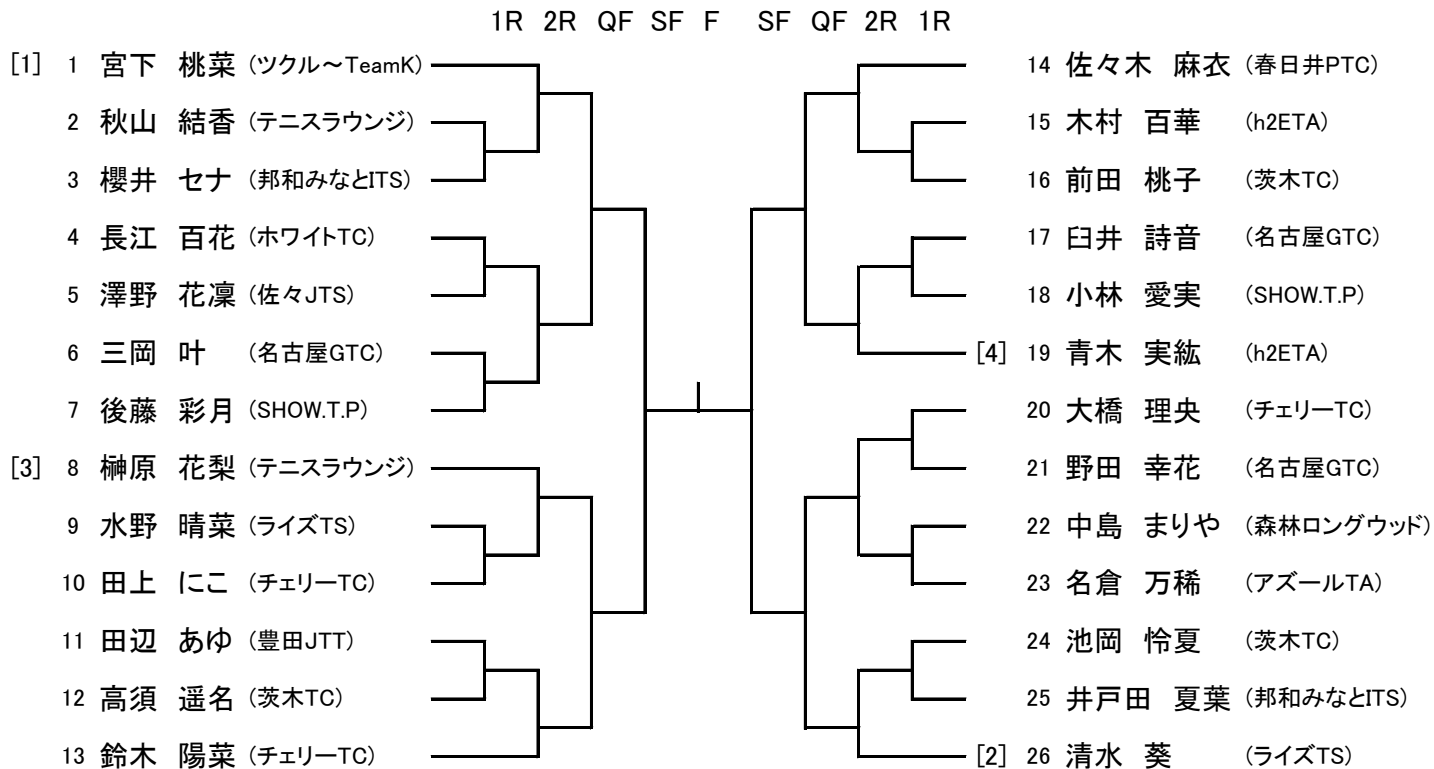 1R 2R QF SF F SF QF 2R 1R
[1] 1 宮下 桃菜 (ツクル～TeamK)
2 秋山 結香 (テニスラウンジ)
3 櫻井 セナ (邦和みなとITS)
4 長江 百花 (ホワイトTC)
5 澤野 花凜 (佐々JTS)
6 三岡 叶 (名古屋GTC)
7 後藤 彩月 (SHOW.T.P)
[3] 8 榊原 花梨 (テニスラウンジ)
9 水野 晴菜 (ライズTS)
10 田上 にこ (チェリーTC)
11 田辺 あゆ (豊田JTT)
12 高須 遥名 (茨木TC)
13 鈴木 陽菜 (チェリーTC)
14 佐々木 麻衣 (春日井PTC)
15 木村 百華 (h2ETA)
16 前田 桃子 (茨木TC)
17 臼井 詩音 (名古屋GTC)
18 小林 愛実 (SHOW.T.P)
[4] 19 青木 実紘 (h2ETA)
20 大橋 理央 (チェリーTC)
21 野田 幸花 (名古屋GTC)
22 中島 まりや (森林ロングウッド)
23 名倉 万稀 (アズールTA)
24 池岡 怜夏 (茨木TC)
25 井戸田 夏葉 (邦和みなとITS)
[2] 26 清水 葵 (ライズTS)